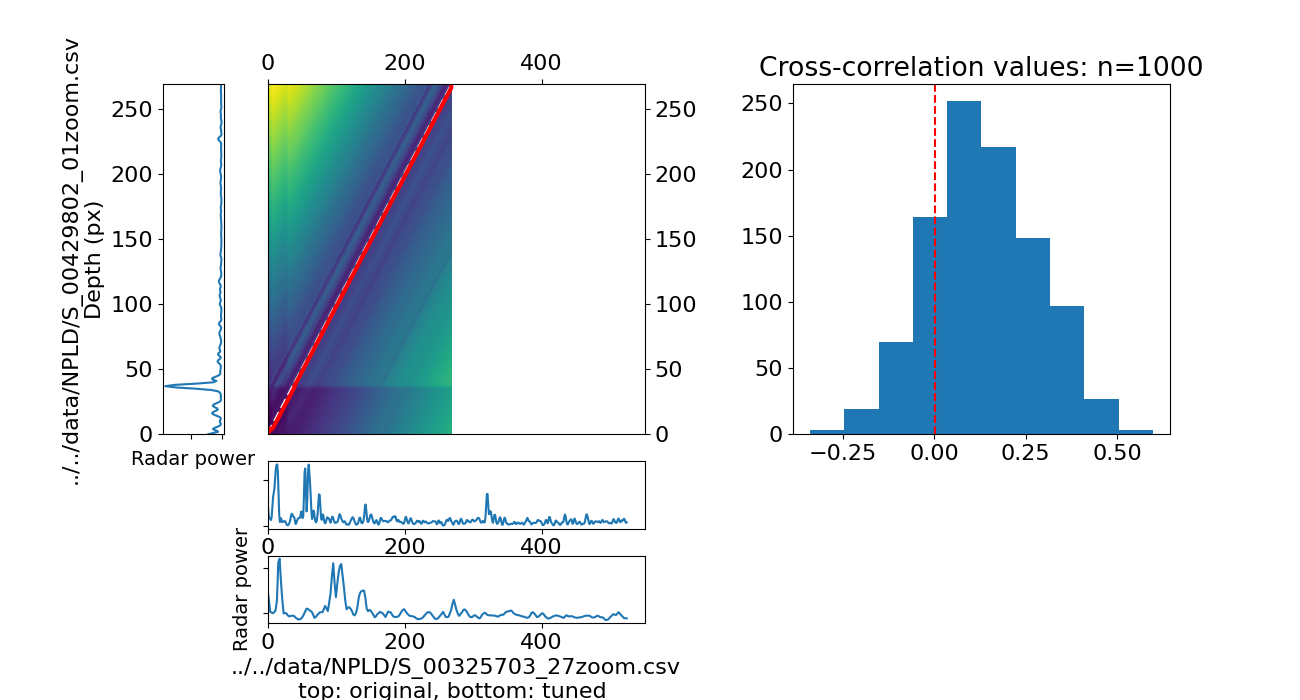 0 200 400
Cross-correlation values: n=1000
../../data/NPLD/S_00429802_01zoom.csv
Depth (px)
250
200
150
100
50
0
250
200
150
100
50
0
250
200
150
100
50
0
−0.25 0.00 0.25 0.50
Radar power
0 200 400
Radar power
0 200 400
../../data/NPLD/S_00325703_27zoom.csv
top: original, bottom: tuned